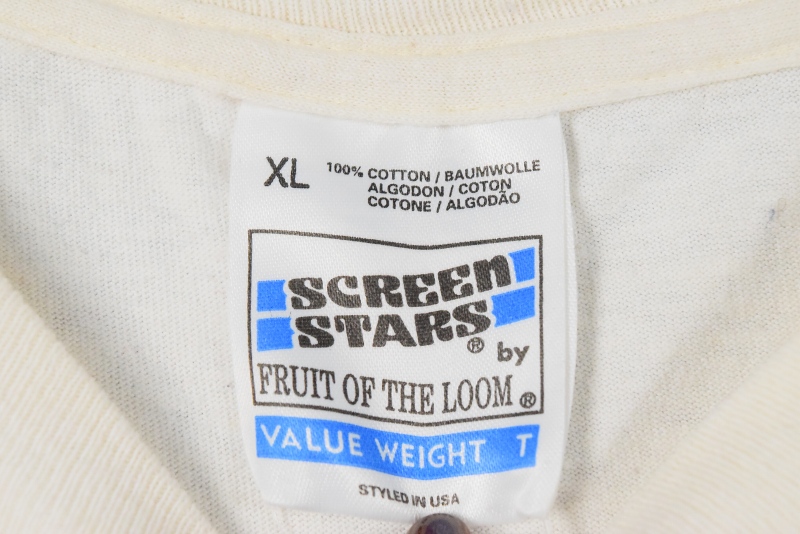 XL
100% COTTON / BAUMWOLLE
ALGODON / COTON
COTONE / ALGODÃO
SCREEN
STARS® by
FRUIT OF THE LOOM®
VALUE WEIGHT T
STYLED IN USA